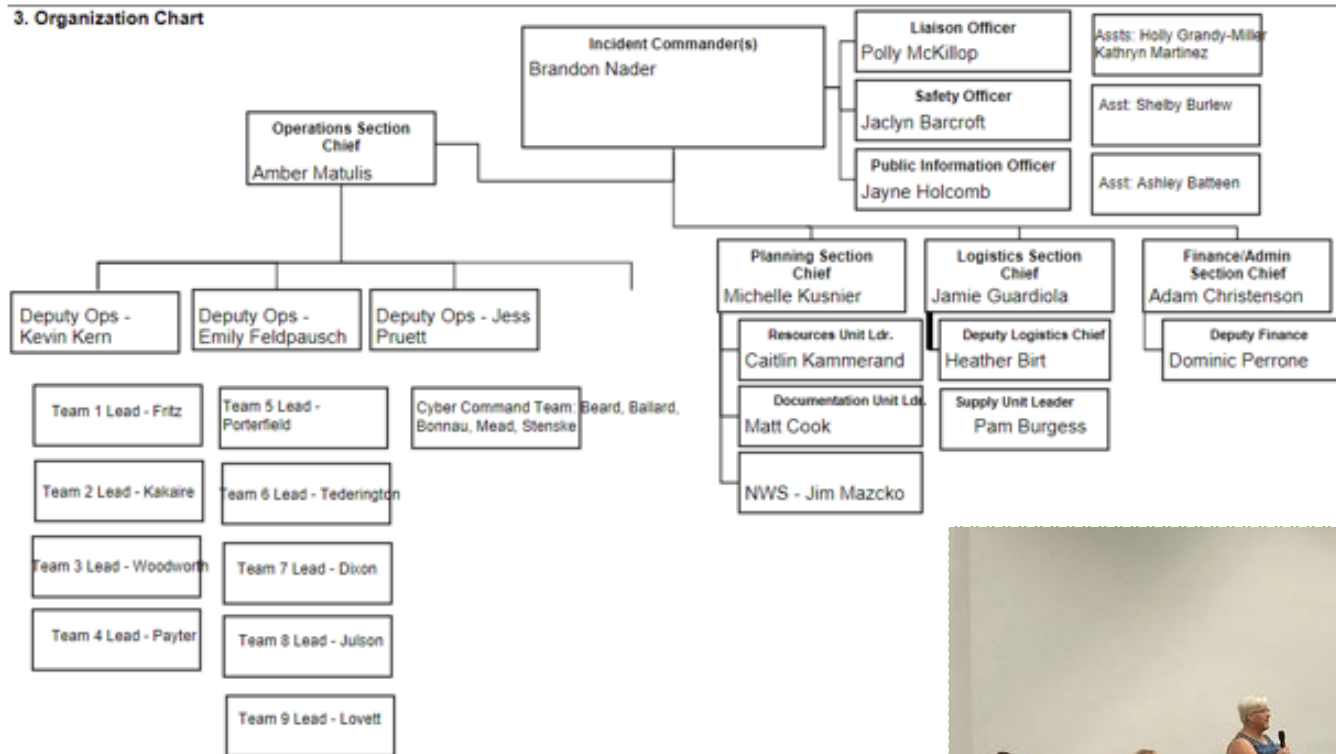 3. Organization Chart
Incident Commander(s)
Brandon Nader
Liaison Officer
Polly McKillop
Assts: Holly Grandy-Miller
Kathryn Martinez
Safety Officer
Jaclyn Barcroft
Asst: Shelby Burlew
Public Information Officer
Jayne Holcomb
Asst: Ashley Batteen
Operations Section
Chief
Amber Matulis
Planning Section
Chief
Michelle Kusnier
Logistics Section
Chief
Jamie Guardiola
Finance/Admin
Section Chief
Adam Christenson
Deputy Ops -
Kevin Kern
Deputy Ops -
Emily Feldpausch
Deputy Ops - Jess
Pruett
Resources Unit Ldr.
Caitlin Kammerand
Deputy Logistics Chief
Heather Birt
Deputy Finance
Dominic Perrone
Documentation Unit Ldr.
Matt Cook
Supply Unit Leader
Pam Burgess
NWS - Jim Mazcko
Team 1 Lead - Fritz
Team 2 Lead - Kakaire
Team 3 Lead - Woodworth
Team 4 Lead - Payter
Team 5 Lead -
Porterfield
Team 6 Lead - Tederington
Team 7 Lead - Dixon
Team 8 Lead - Julson
Team 9 Lead - Lovett
Cyber Command Team: Beard, Ballard,
Bonnau, Mead, Stenske